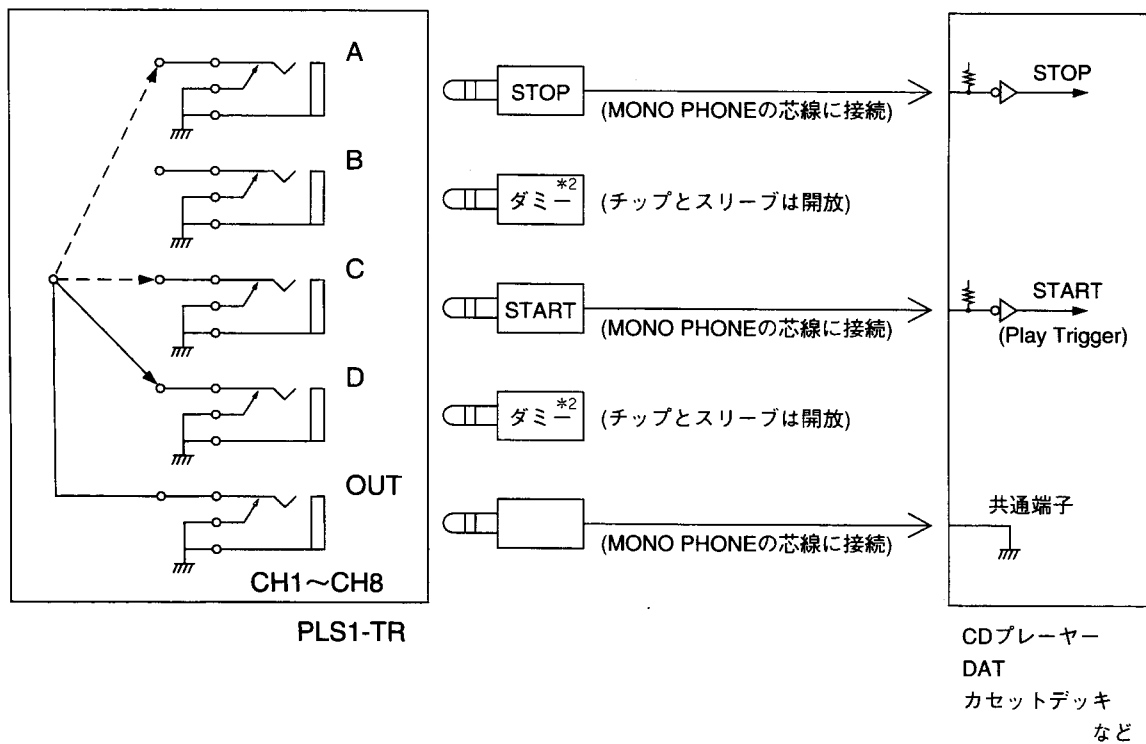 A
STOP
(MONO PHONEの芯線に接続)
STOP
B
ダミー*2
(チップとスリーブは開放)
C
START
(MONO PHONEの芯線に接続)
START
(Play Trigger)
D
ダミー*2
(チップとスリーブは開放)
OUT
(MONO PHONEの芯線に接続)
共通端子
CH1～CH8
PLS1-TR
CDプレーヤー
DAT
カセットデッキ
など